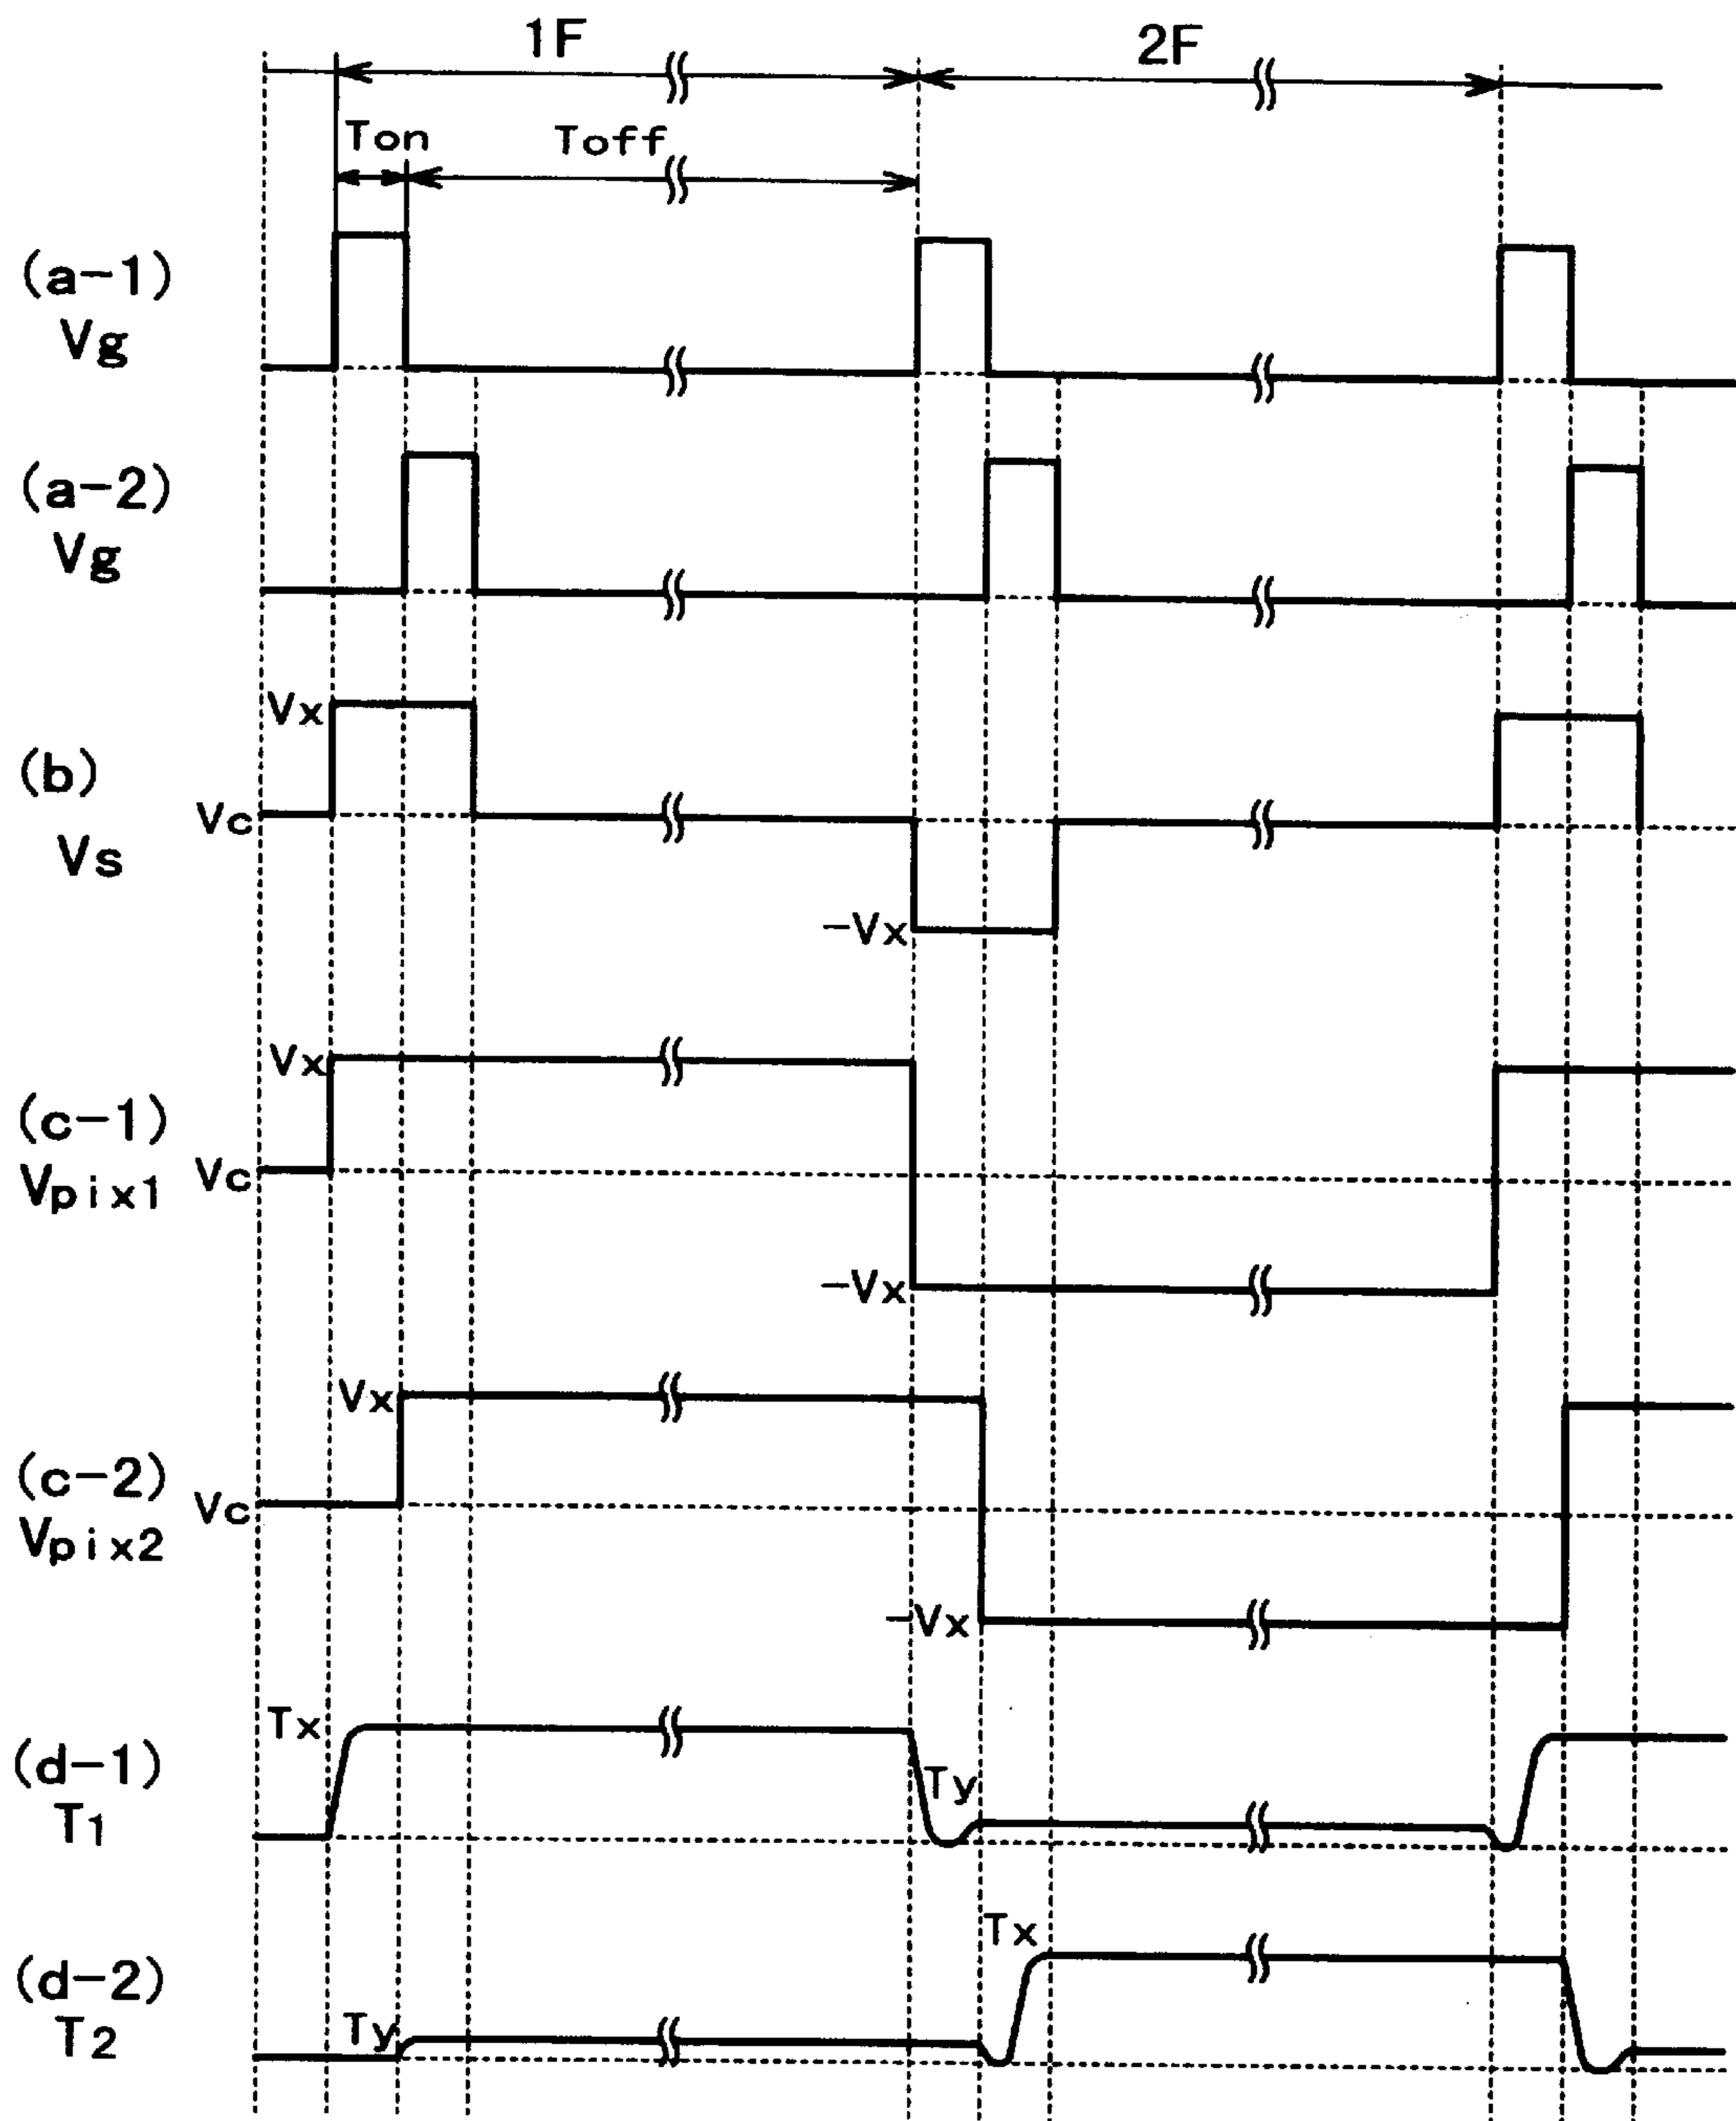 1F
2F
Ton
Toff
(a-1)
Vg
(a-2)
Vg
Vx
(b)
Vc
Vs
-Vx
Vx
(c-1)
Vc
Vpix1
-Vx
Vx
(c-2)
Vc
Vpix2
-Vx
Tx
(d-1)
Ty
T1
Tx
(d-2)
Ty
T2